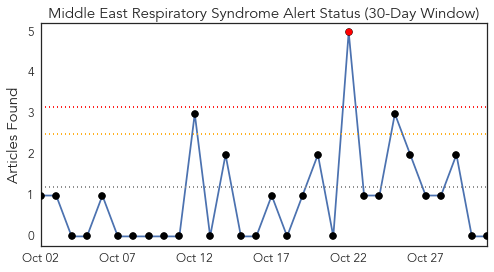 Middle East Respiratory Syndrome Alert Status (30-Day Window)
Articles Found
5
4
3
2
1
0
Oct 02 Oct 07 Oct 12 Oct 17 Oct 22 Oct 27